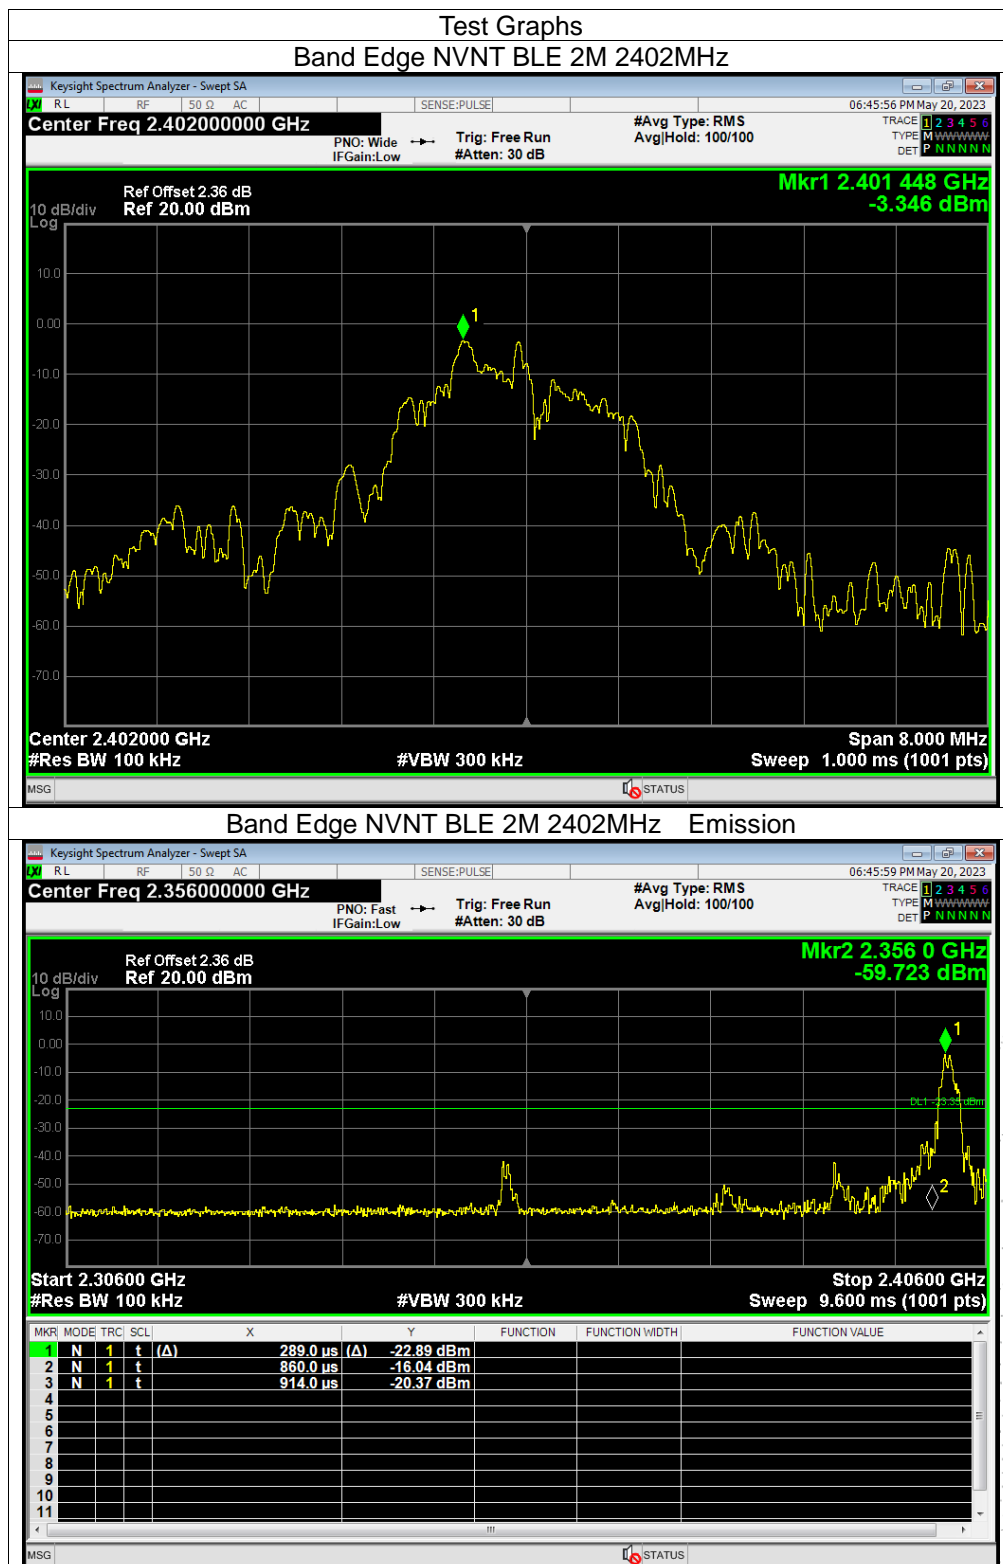 Test Graphs
Band Edge NVNT BLE 2M 2402MHz
Keysight Spectrum Analyzer - Swept SA
LXI RL RF 50 Ω AC SENSE:PULSE 06:45:56 PM May 20, 2023
Center Freq 2.402000000 GHz #Avg Type: RMS TRACE 1 2 3 4 5 6
PNO: Wide Trig: Free Run Avg|Hold: 100/100 TYPE M WWWWW
IFGain:Low #Atten: 30 dB DET P N N N N N
Mkr1 2.401 448 GHz
Ref Offset 2.36 dB
10 dB/div Ref 20.00 dBm -3.346 dBm
Log
10.0
0.00
1
-10.0
-20.0
-30.0
-40.0
-50.0
-60.0
-70.0
Center 2.402000 GHz Span 8.000 MHz
#Res BW 100 kHz #VBW 300 kHz Sweep 1.000 ms (1001 pts)
MSG STATUS
Band Edge NVNT BLE 2M 2402MHz Emission
Keysight Spectrum Analyzer - Swept SA
LXI RL RF 50 Ω AC SENSE:PULSE 06:45:59 PM May 20, 2023
Center Freq 2.356000000 GHz #Avg Type: RMS TRACE 1 2 3 4 5 6
PNO: Fast Trig: Free Run Avg|Hold: 100/100 TYPE M WWWWW
IFGain:Low #Atten: 30 dB DET P N N N N N
Mkr2 2.356 0 GHz
Ref Offset 2.36 dB
10 dB/div Ref 20.00 dBm -59.723 dBm
Log
10.0
1
0.00
-10.0
-20.0
DL1 -23.35 dBm
-30.0
-40.0
-50.0
2
-60.0
-70.0
Start 2.30600 GHz Stop 2.40600 GHz
#Res BW 100 kHz #VBW 300 kHz Sweep 9.600 ms (1001 pts)
MKR MODE TRC SCL X Y FUNCTION FUNCTION WIDTH FUNCTION VALUE
1 N 1 t (Δ) 289.0 µs (Δ) -22.89 dBm
2 N 1 t 860.0 µs -16.04 dBm
3 N 1 t 914.0 µs -20.37 dBm
4
5
6
7
8
9
10
11
MSG STATUS